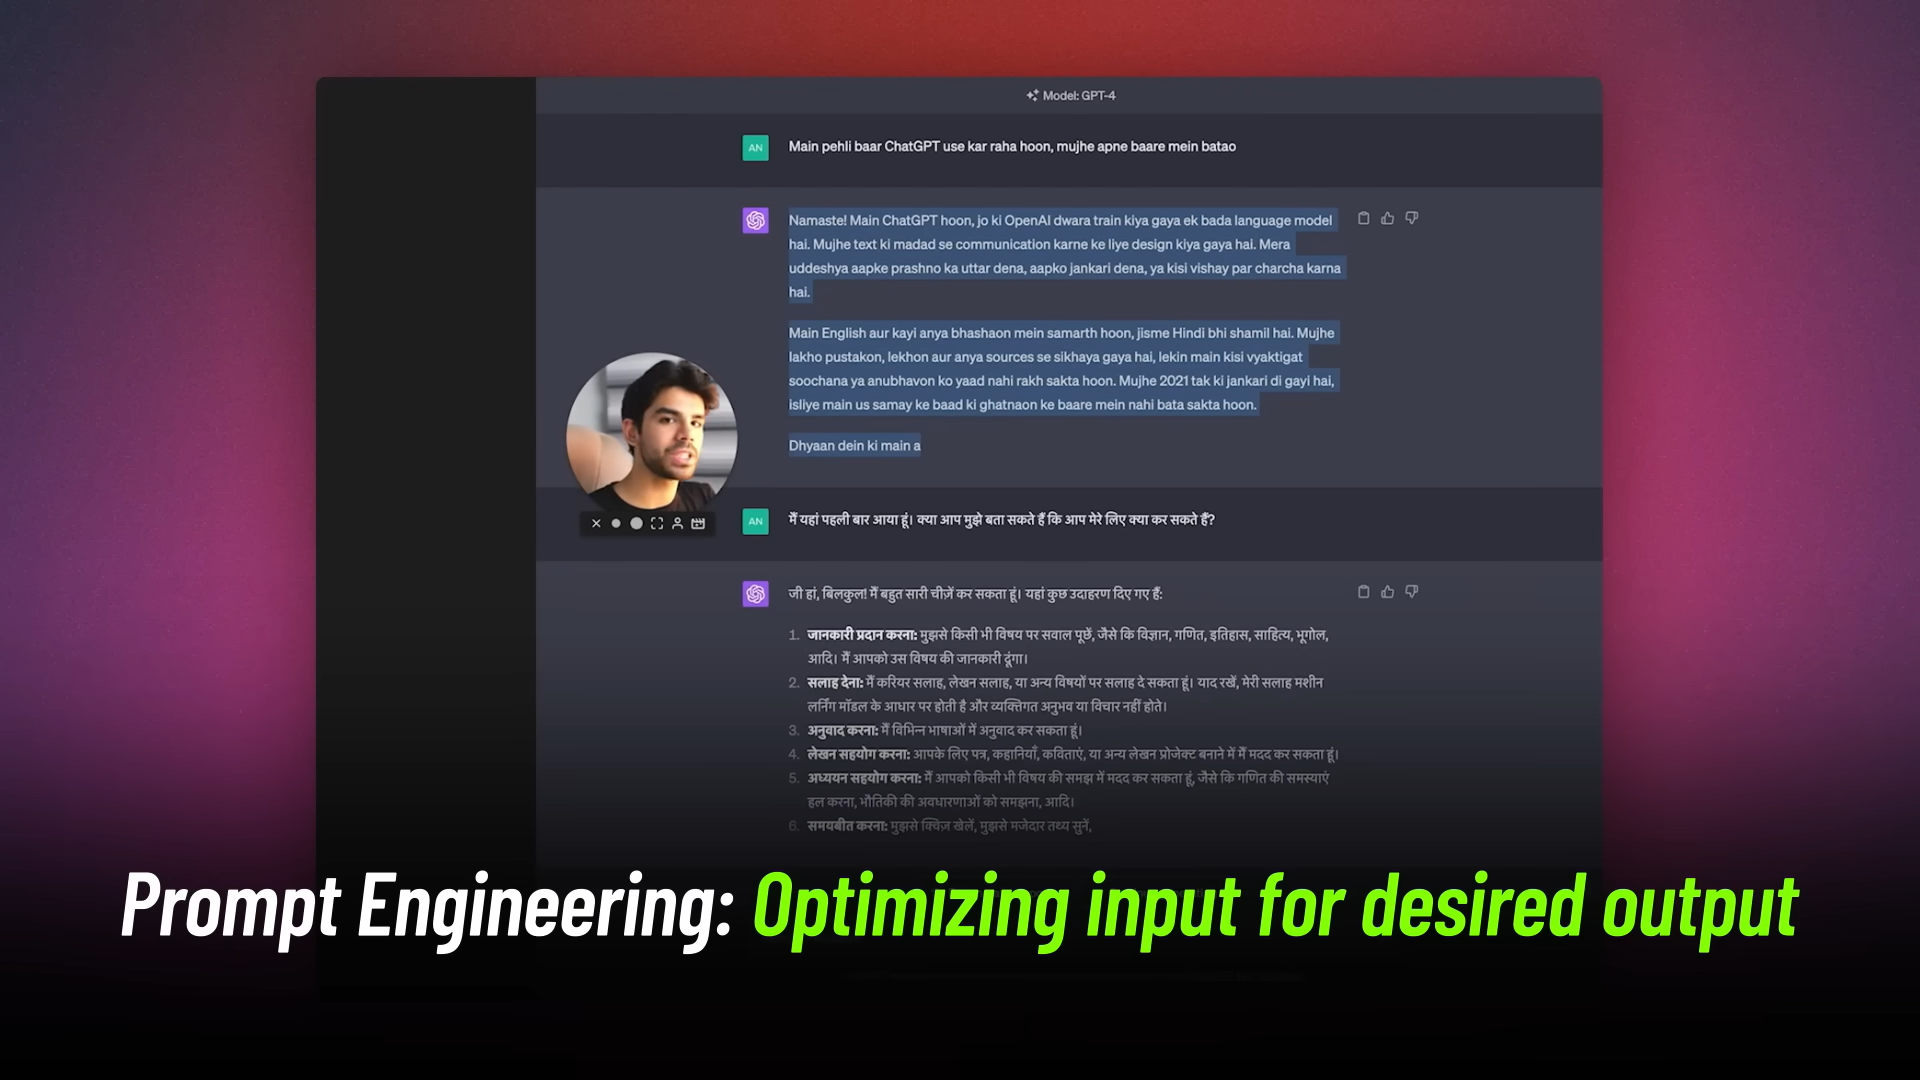 Model: GPT-4
AN
Main pehli baar ChatGPT use kar raha hoon, mujhe apne baare mein batao
Namaste! Main ChatGPT hoon, jo ki OpenAI dwara train kiya gaya ek bada language model
hai. Mujhe text ki madad se communication karne ke liye design kiya gaya hai. Mera
uddeshya aapke prashno ka uttar dena, aapko jankari dena, ya kisi vishay par charcha karna
hai.
Main English aur kayi anya bhashaon mein samarth hoon, jisme Hindi bhi shamil hai. Mujhe
lakho pustakon, lekhon aur anya sources se sikhaya gaya hai, lekin main kisi vyaktigat
soochana ya anubhavon ko yaad nahi rakh sakta hoon. Mujhe 2021 tak ki jankari di gayi hai,
isliye main us samay ke baad ki ghatnaon ke baare mein nahi bata sakta hoon.
Dhyaan dein ki main a
AN
मैं यहां पहली बार आया हूं। क्या आप मुझे बता सकते हैं कि आप मेरे लिए क्या कर सकते हैं?
जी हां, बिलकुल! मैं बहुत सारी चीज़ें कर सकता हूं। यहां कुछ उदाहरण दिए गए हैं:
1. जानकारी प्रदान करना: मुझसे किसी भी विषय पर सवाल पूछें, जैसे कि विज्ञान, गणित, इतिहास, साहित्य, भूगोल,
आदि। मैं आपको उस विषय की जानकारी दूंगा।
2. सलाह देना: मैं करियर सलाह, लेखन सलाह, या अन्य विषयों पर सलाह दे सकता हूं। याद रखें, मेरी सलाह मशीन
लर्निंग मॉडल के आधार पर होती है और व्यक्तिगत अनुभव या विचार नहीं होते।
3. अनुवाद करना: मैं विभिन्न भाषाओं में अनुवाद कर सकता हूं।
4. लेखन सहयोग करना: आपके लिए पत्र, कहानियाँ, कविताएं, या अन्य लेखन प्रोजेक्ट बनाने में मैं मदद कर सकता हूं।
5. अध्ययन सहयोग करना: मैं आपको किसी भी विषय की समझ में मदद कर सकता हूं, जैसे कि गणित की समस्याएं
हल करना, भौतिकी की अवधारणाओं को समझना, आदि।
6. समयबीत करना: मुझसे क्विज़ खेलें, मुझसे मजेदार तथ्य सुनें,
Prompt Engineering: Optimizing input for desired output